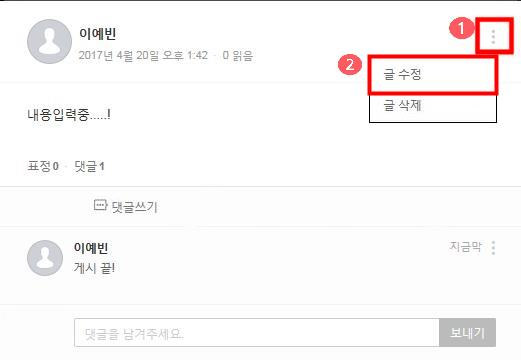 1
이예빈
2017년 4월 20일 오후 1:42 · 0 읽음
2
글 수정
글 삭제
내용입력중.....!
표정 0 · 댓글 1
댓글쓰기
이예빈
지금막
게시 끝!
댓글을 남겨주세요.
보내기